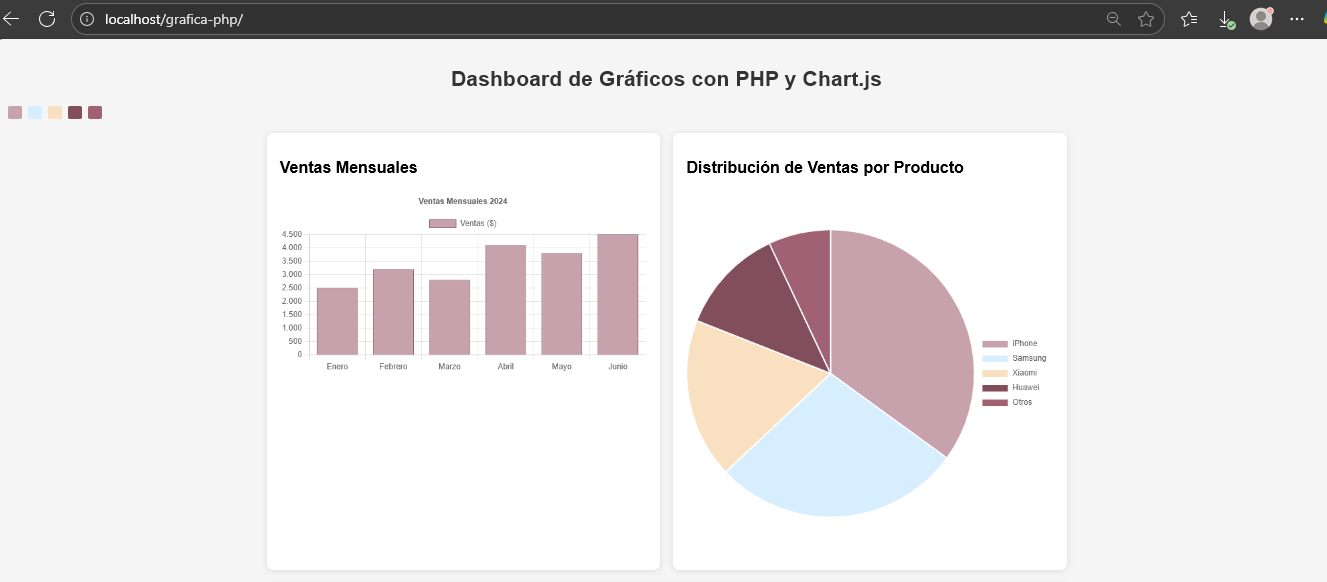 localhost/grafica-php/
Dashboard de Gráficos con PHP y Chart.js
Ventas Mensuales
Ventas Mensuales 2024
Ventas ($)
4.500
4.000
3.500
3.000
2.500
2.000
1.500
1.000
500
0
Enero Febrero Marzo Abril Mayo Junio
Distribución de Ventas por Producto
iPhone
Samsung
Xiaomi
Huawei
Otros